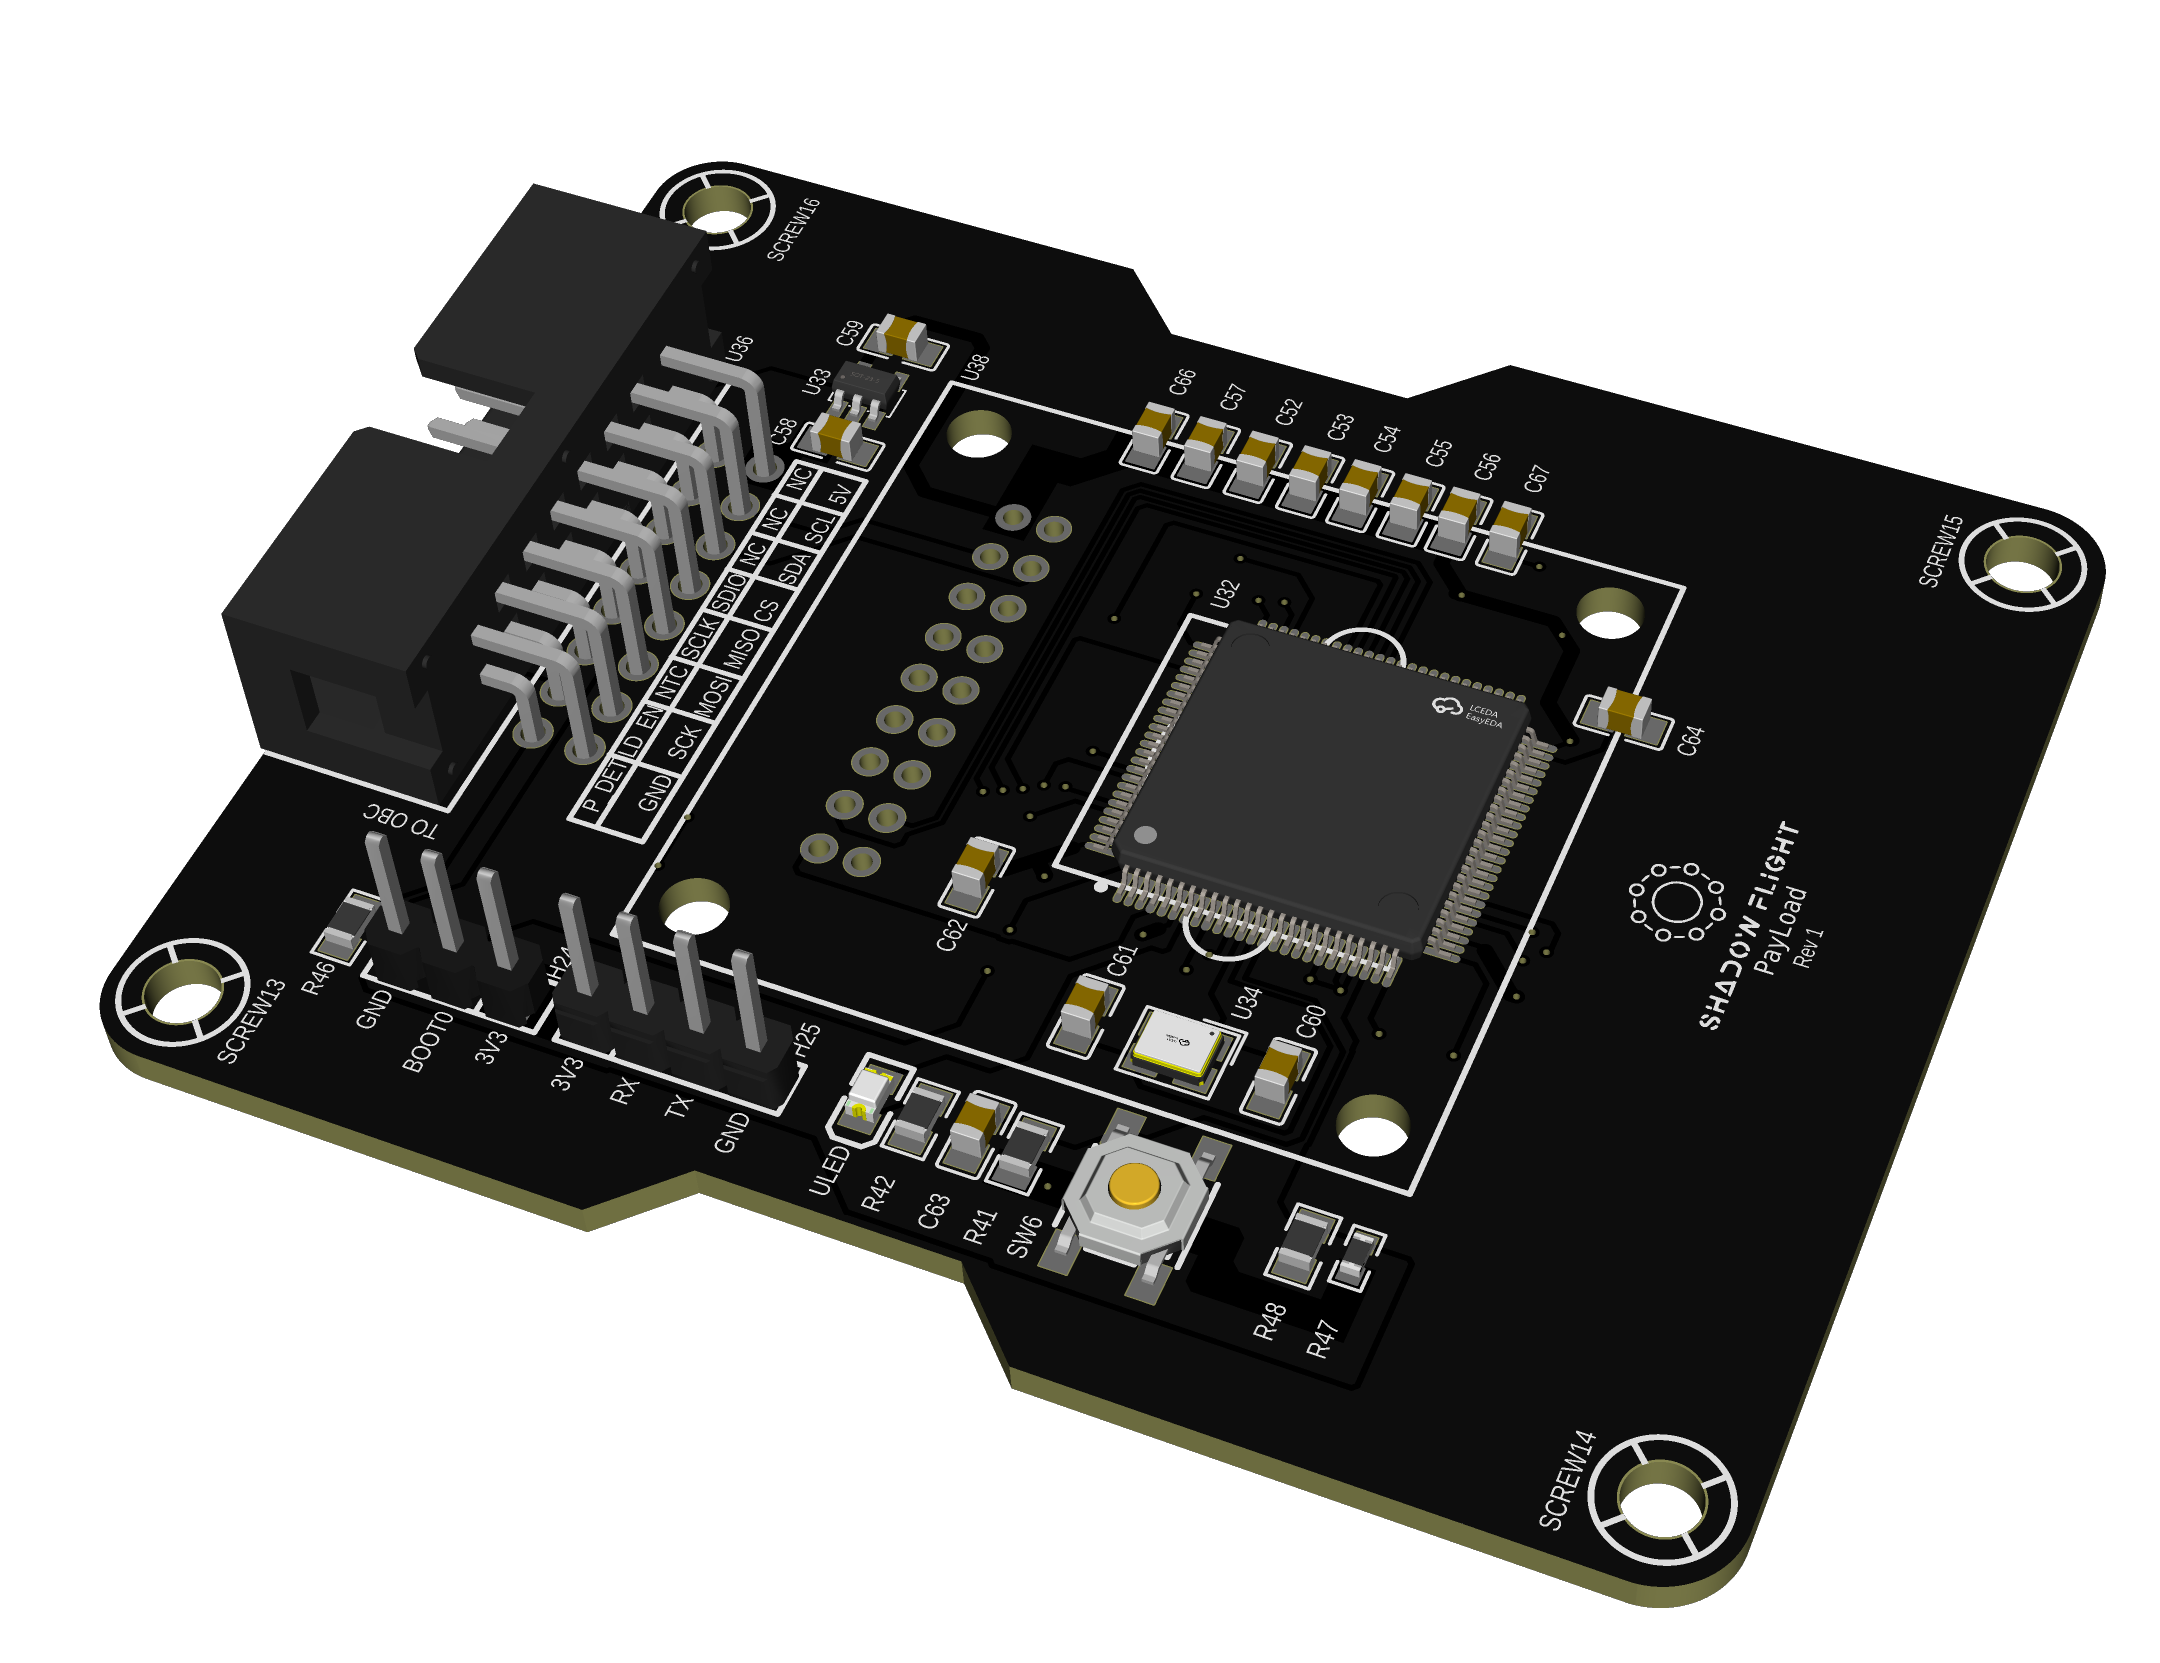 SCREW16
U36
C59
U33
C58
U38
C66
C57
C52
C53
C54
C55
C56
C67
SCREW15
NC 5V
NC SCL
NC SDA
SDIO CS
SCLK MISO
NTC MOSI
LD EN SCK
P DET GND
U32
LCEDA
EasyEDA
C64
TO OBC
SHADOW FLIGHT
PayLoad
Rev 1
R46
C62
C61
U34
C60
H24
H25
SCREW13
GND
BOOT0
3V3
3V3
RX
TX
GND
ULED
R42
C63
R41
SW6
R48
R47
SCREW14